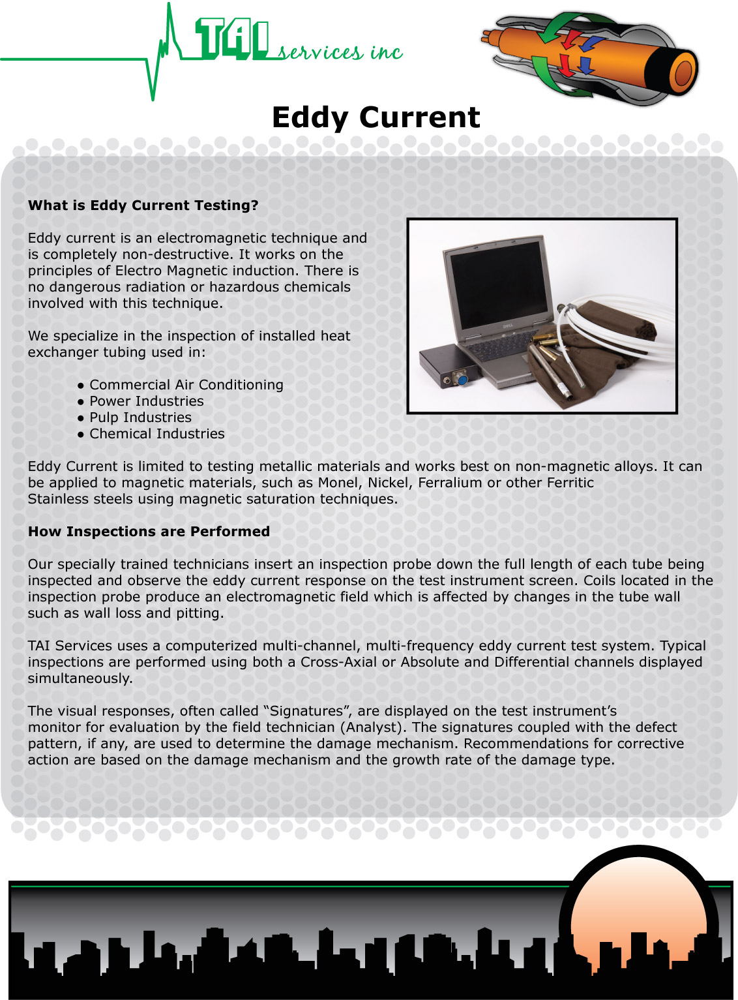 TAI services inc
Eddy Current
What is Eddy Current Testing?
Eddy current is an electromagnetic technique and
is completely non-destructive. It works on the
principles of Electro Magnetic induction. There is
no dangerous radiation or hazardous chemicals
involved with this technique.
We specialize in the inspection of installed heat
exchanger tubing used in:
● Commercial Air Conditioning
● Power Industries
● Pulp Industries
● Chemical Industries
DELL
Eddy Current is limited to testing metallic materials and works best on non-magnetic alloys. It can
be applied to magnetic materials, such as Monel, Nickel, Ferralium or other Ferritic
Stainless steels using magnetic saturation techniques.
How Inspections are Performed
Our specially trained technicians insert an inspection probe down the full length of each tube being
inspected and observe the eddy current response on the test instrument screen. Coils located in the
inspection probe produce an electromagnetic field which is affected by changes in the tube wall
such as wall loss and pitting.
TAI Services uses a computerized multi-channel, multi-frequency eddy current test system. Typical
inspections are performed using both a Cross-Axial or Absolute and Differential channels displayed
simultaneously.
The visual responses, often called “Signatures”, are displayed on the test instrument’s
monitor for evaluation by the field technician (Analyst). The signatures coupled with the defect
pattern, if any, are used to determine the damage mechanism. Recommendations for corrective
action are based on the damage mechanism and the growth rate of the damage type.